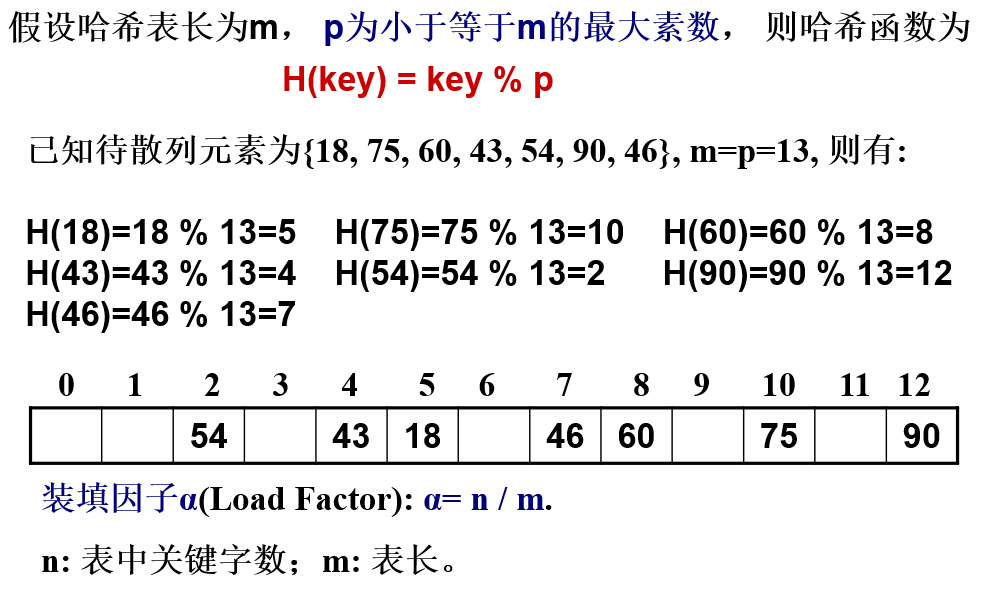 假设哈希表长为m， p为小于等于m的最大素数， 则哈希函数为
H(key) = key % p
已知待散列元素为{18, 75, 60, 43, 54, 90, 46}, m=p=13, 则有:
H(18)=18 % 13=5 H(75)=75 % 13=10 H(60)=60 % 13=8
H(43)=43 % 13=4 H(54)=54 % 13=2 H(90)=90 % 13=12
H(46)=46 % 13=7
0 1 2 3 4 5 6 7 8 9 10 11 12
54 43 18 46 60 75 90
装填因子α(Load Factor): α= n / m.
n: 表中关键字数；m: 表长。